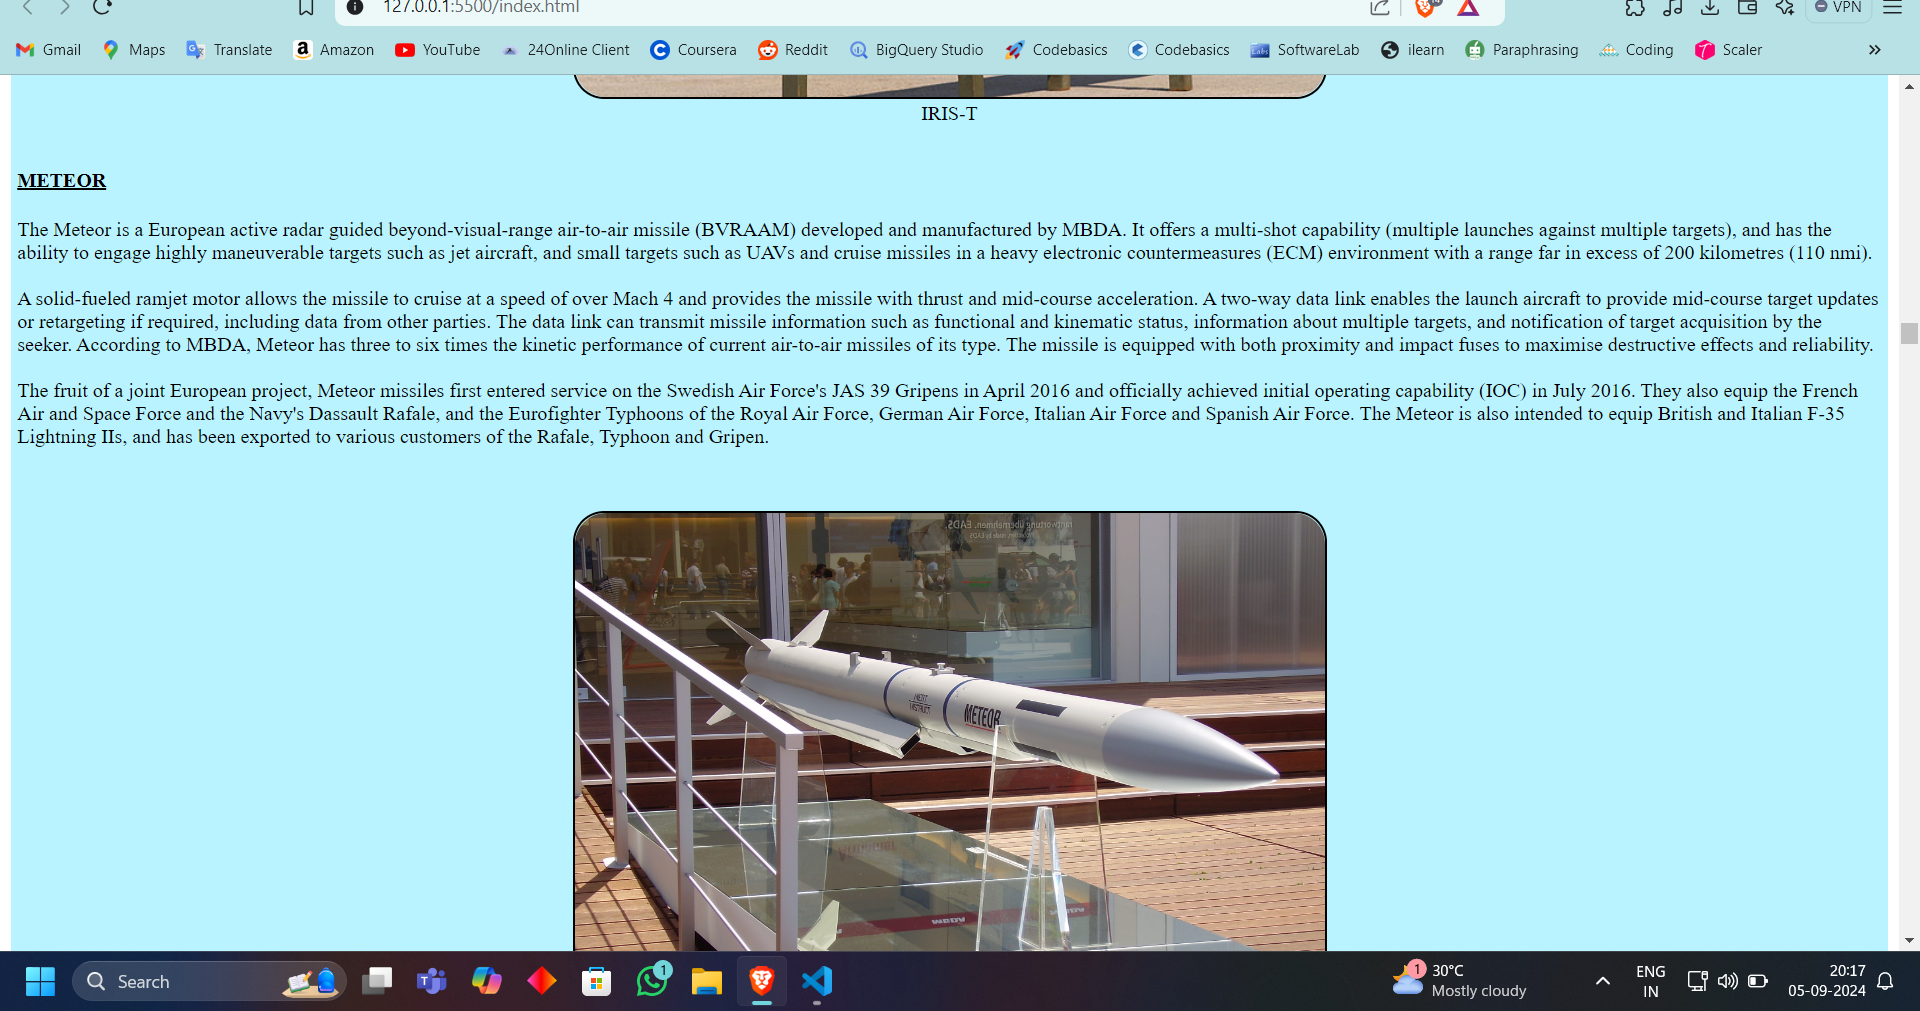 127.0.0.1:5500/index.html
VPN
Gmail Maps Translate Amazon YouTube 24Online Client Coursera Reddit BigQuery Studio Codebasics Codebasics SoftwareLab ilearn Paraphrasing Coding Scaler »
IRIS-T
METEOR
The Meteor is a European active radar guided beyond-visual-range air-to-air missile (BVRAAM) developed and manufactured by MBDA. It offers a multi-shot capability (multiple launches against multiple targets), and has the
ability to engage highly maneuverable targets such as jet aircraft, and small targets such as UAVs and cruise missiles in a heavy electronic countermeasures (ECM) environment with a range far in excess of 200 kilometres (110 nmi).
A solid-fueled ramjet motor allows the missile to cruise at a speed of over Mach 4 and provides the missile with thrust and mid-course acceleration. A two-way data link enables the launch aircraft to provide mid-course target updates
or retargeting if required, including data from other parties. The data link can transmit missile information such as functional and kinematic status, information about multiple targets, and notification of target acquisition by the
seeker. According to MBDA, Meteor has three to six times the kinetic performance of current air-to-air missiles of its type. The missile is equipped with both proximity and impact fuses to maximise destructive effects and reliability.
The fruit of a joint European project, Meteor missiles first entered service on the Swedish Air Force's JAS 39 Gripens in April 2016 and officially achieved initial operating capability (IOC) in July 2016. They also equip the French
Air and Space Force and the Navy's Dassault Rafale, and the Eurofighter Typhoons of the Royal Air Force, German Air Force, Italian Air Force and Spanish Air Force. The Meteor is also intended to equip British and Italian F-35
Lightning IIs, and has been exported to various customers of the Rafale, Typhoon and Gripen.
METEOR
Search
1
1
30°C
Mostly cloudy
ENG
IN
20:17
05-09-2024